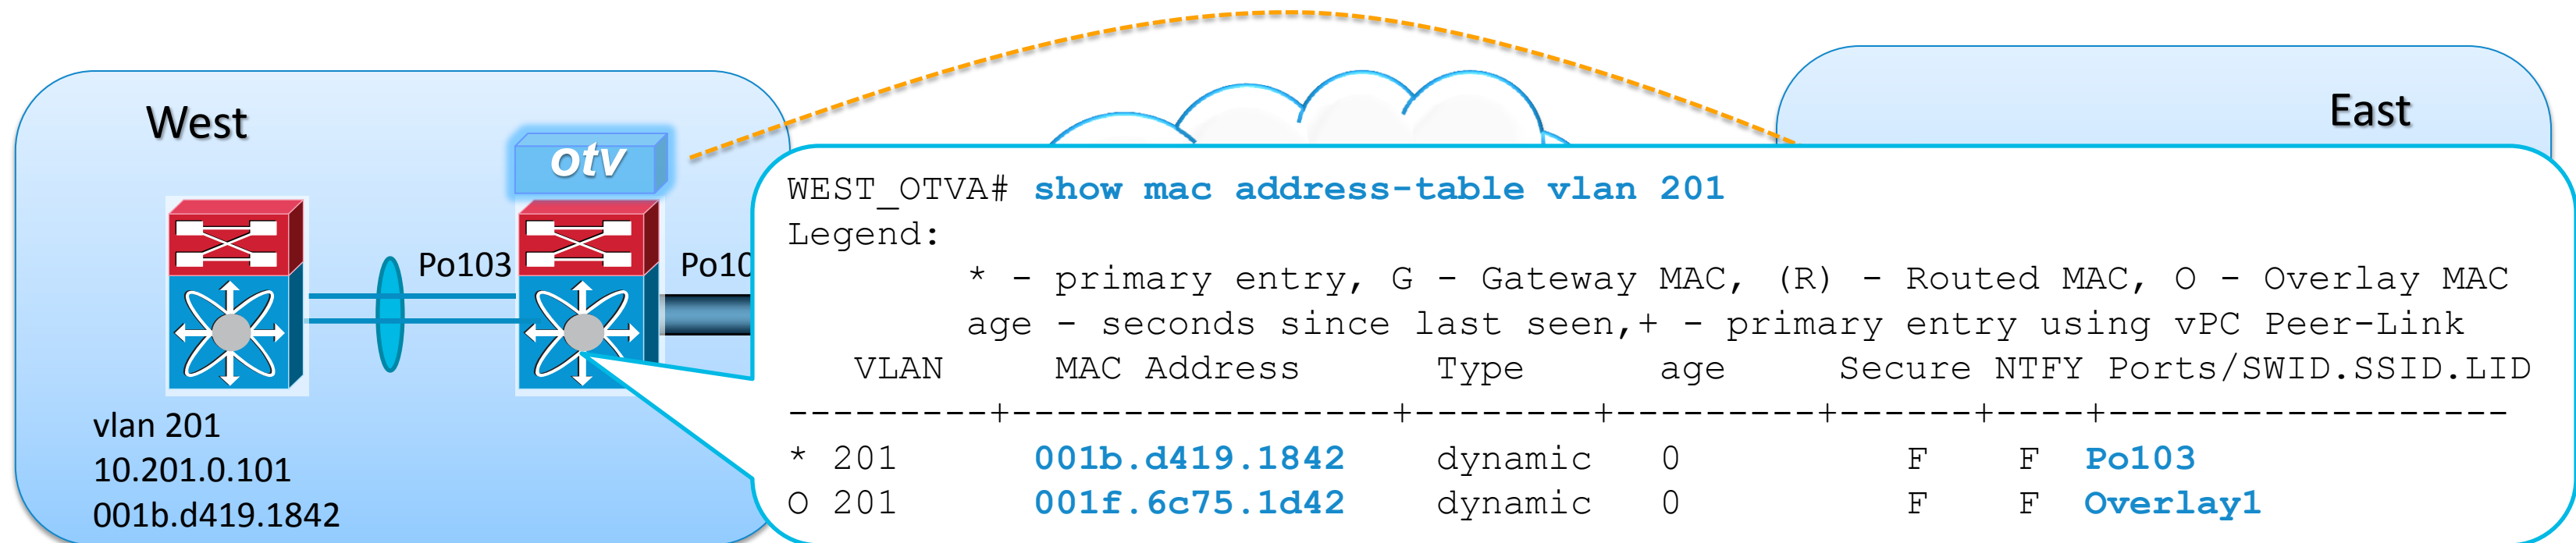 West
East
otv
Po103
WEST_OTVA# show mac address-table vlan 201
Legend:
* - primary entry, G - Gateway MAC, (R) - Routed MAC, O - Overlay MAC
age - seconds since last seen,+ - primary entry using vPC Peer-Link
VLAN MAC Address Type age Secure NTFY Ports/SWID.SSID.LID
---------+-----------------+--------+---------+------+----+------------------
* 201 001b.d419.1842 dynamic 0 F F Po103
O 201 001f.6c75.1d42 dynamic 0 F F Overlay1
vlan 201
10.201.0.101
001b.d419.1842